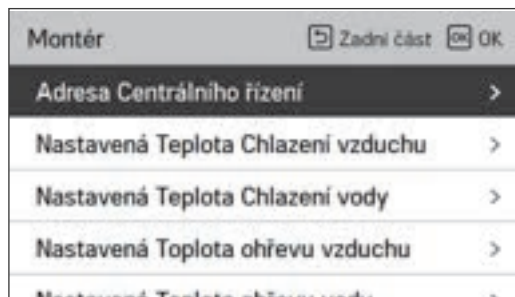 Montér Zadní část OK OK
Adresa Centrálního řízení >
Nastavená Teplota Chlazení vzduchu >
Nastavená Teplota Chlazení vody >
Nastavená Toplota ohřevu vzduchu >